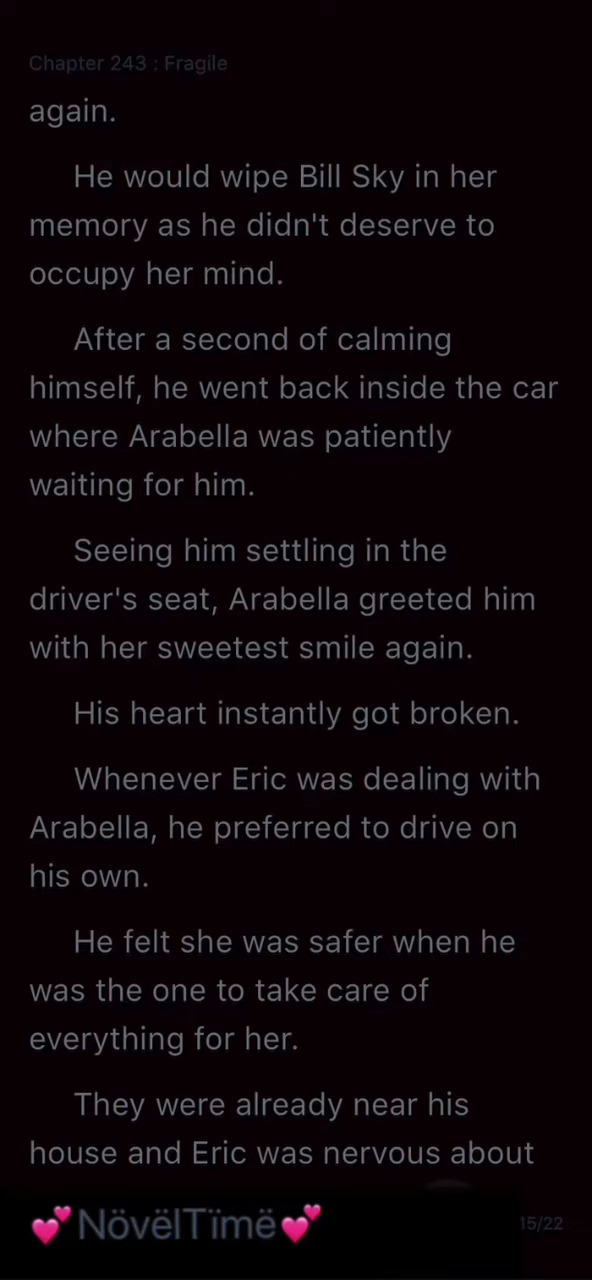 Chapter 243 : Fragile
again.
He would wipe Bill Sky in her
memory as he didn't deserve to
occupy her mind.
After a second of calming
himself, he went back inside the car
where Arabella was patiently
waiting for him.
Seeing him settling in the
driver's seat, Arabella greeted him
with her sweetest smile again.
His heart instantly got broken.
Whenever Eric was dealing with
Arabella, he preferred to drive on
his own.
He felt she was safer when he
was the one to take care of
everything for her.
They were already near his
house and Eric was nervous about
💕NövëlTïmë💕
15/22